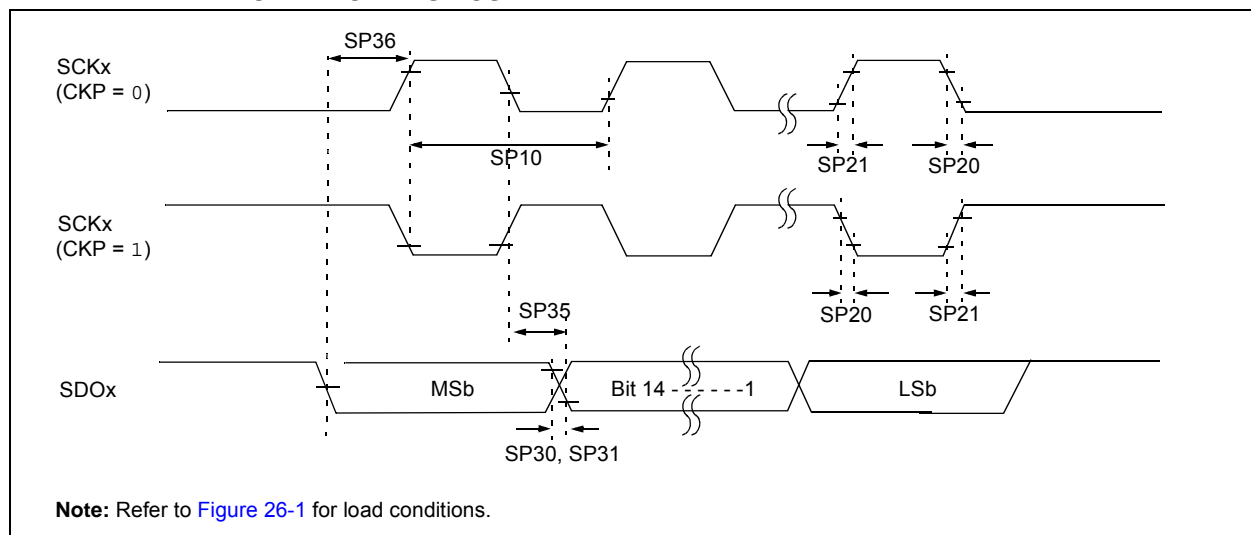 SP36
SCKx
(CKP = 0)
SP10
SP21
SP20
SCKx
(CKP = 1)
SP35
SP20
SP21
SDOx
MSb
Bit 14 - - - - - - -1
LSb
SP30, SP31
Note: Refer to Figure 26-1 for load conditions.